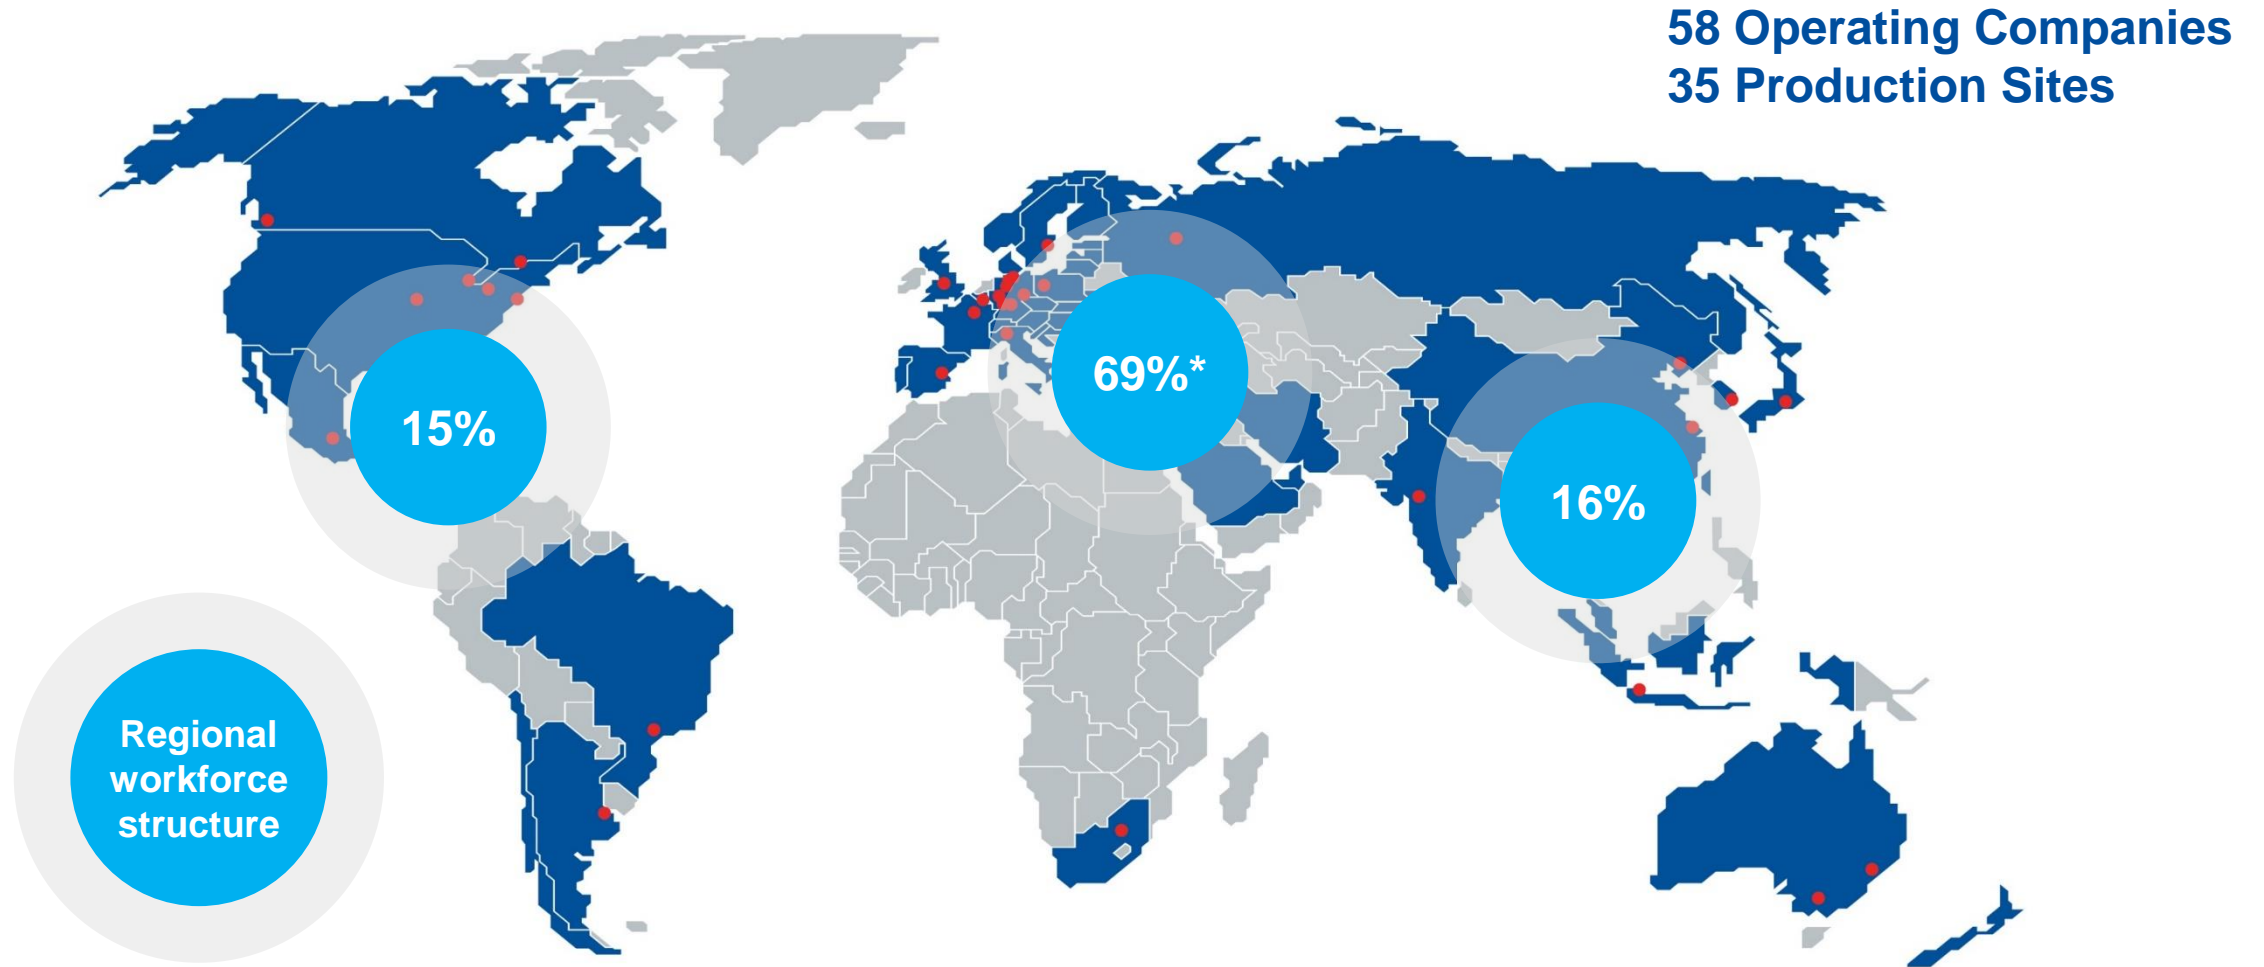 58 Operating Companies
35 Production Sites
69%*
15%
16%
Regional
workforce
structure